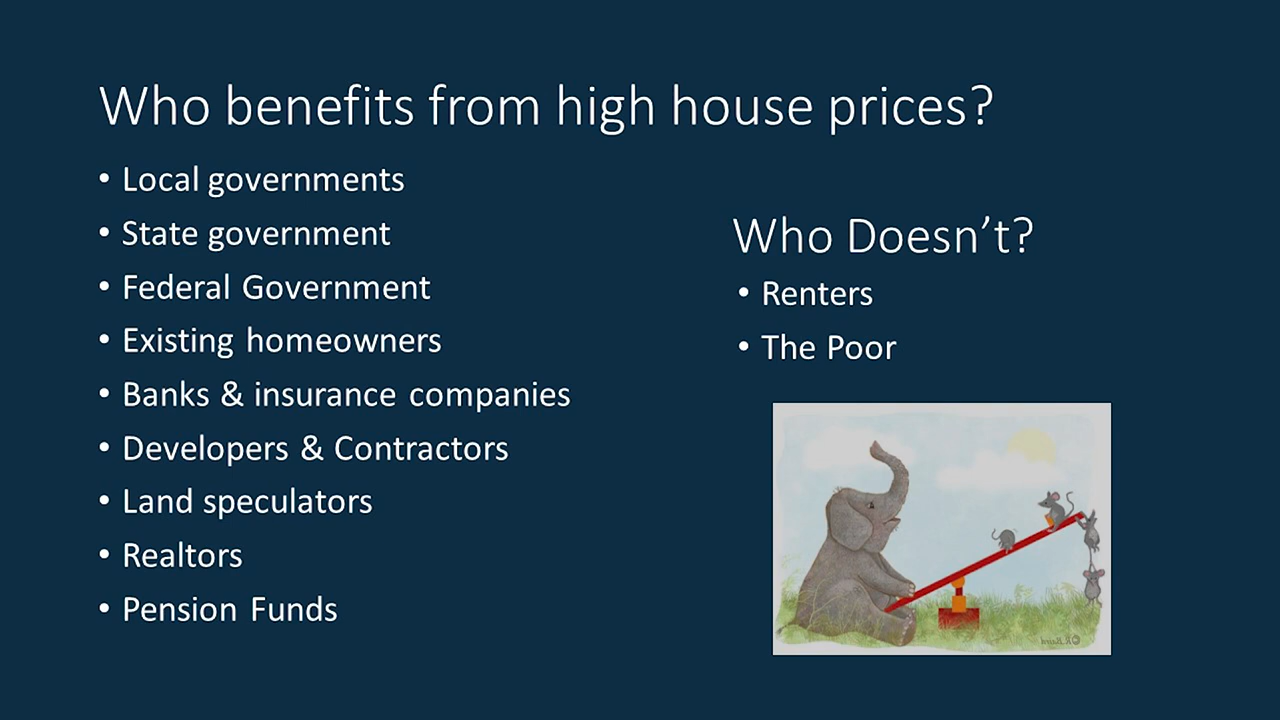 Who benefits from high house prices?
• Local governments
• State government
• Federal Government
• Existing homeowners
• Banks & insurance companies
• Developers & Contractors
• Land speculators
• Realtors
• Pension Funds
Who Doesn’t?
• Renters
• The Poor